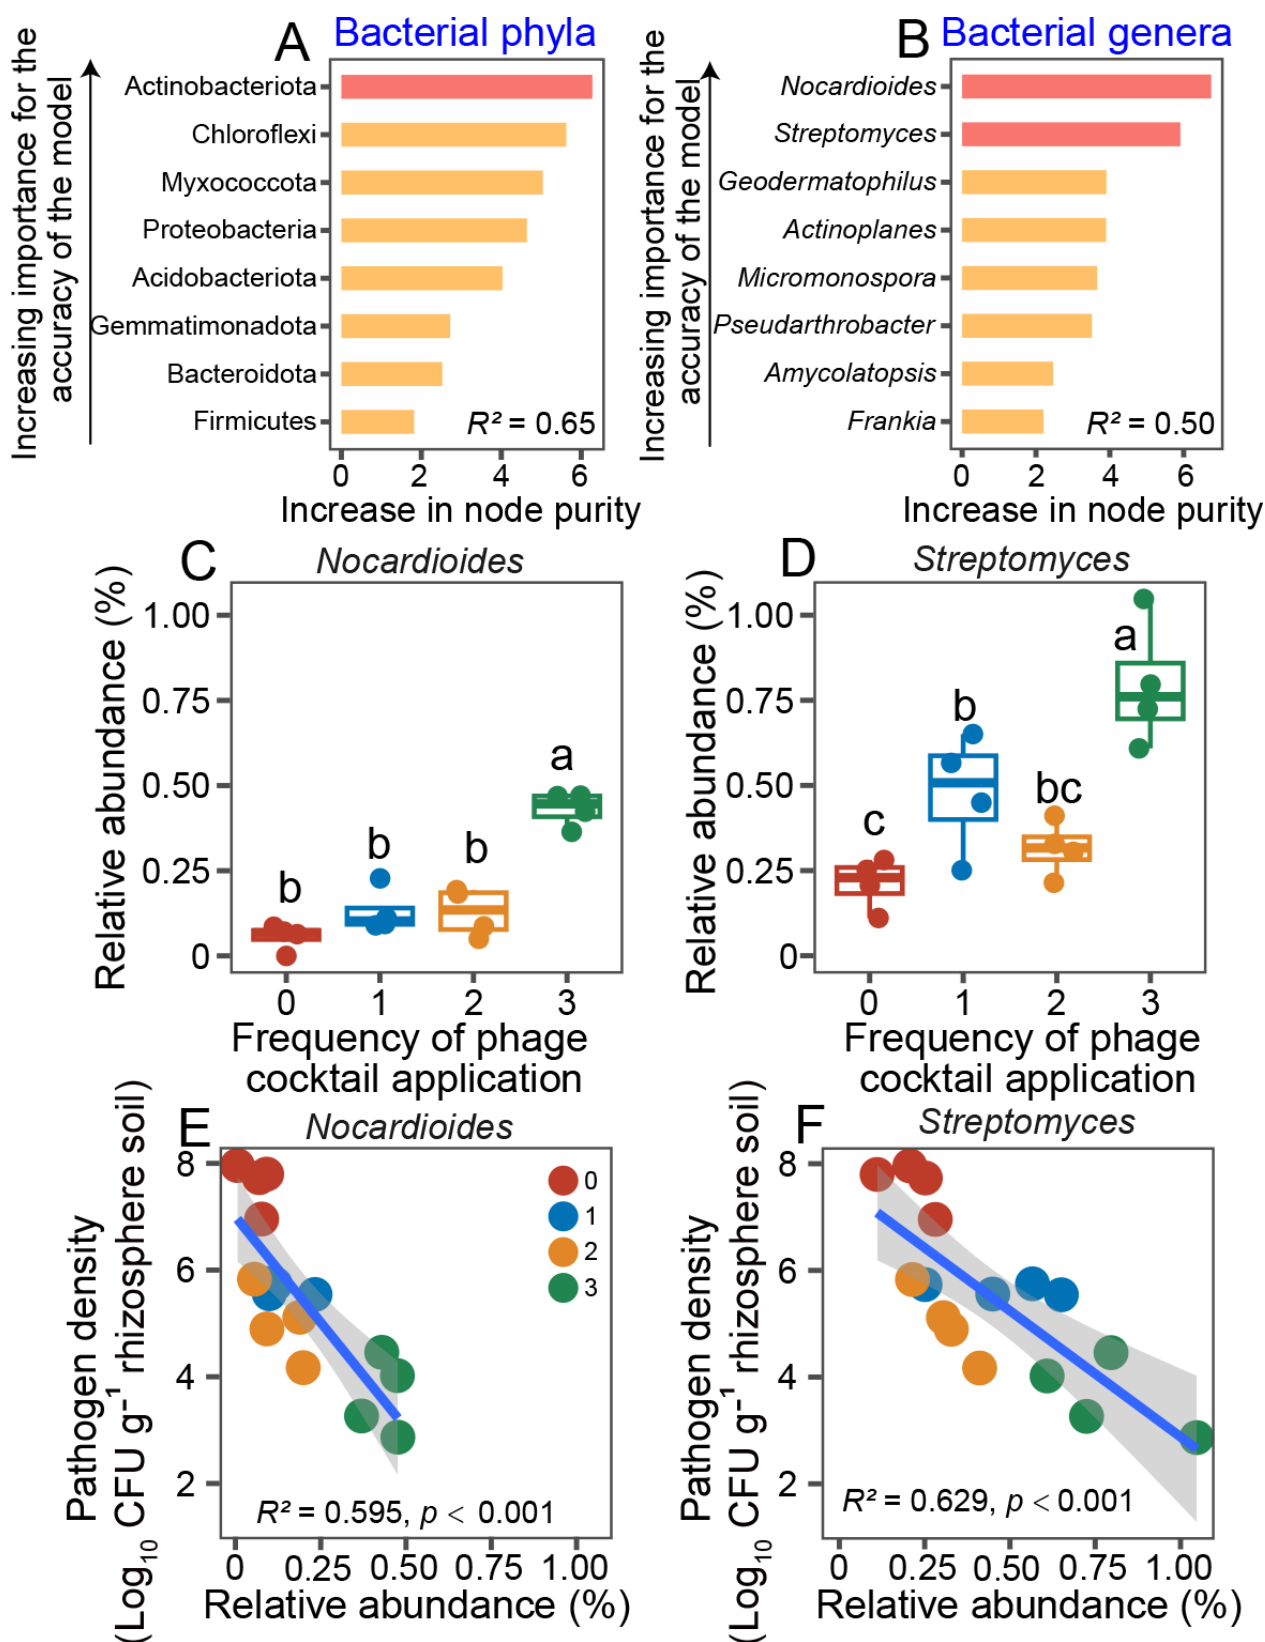 A Bacterial phyla
Increasing importance for the
accuracy of the model
Actinobacteriota
Chloroflexi
Myxococcota
Proteobacteria
Acidobacteriota
Gemmatimonadota
Bacteroidota
Firmicutes
R² = 0.65
0 2 4 6
Increase in node purity
B Bacterial genera
Increasing importance for the
accuracy of the model
Nocardioides
Streptomyces
Geodermatophilus
Actinoplanes
Micromonospora
Pseudarthrobacter
Amycolatopsis
Frankia
R² = 0.50
0 2 4 6
Increase in node purity
C Nocardioides
Relative abundance (%)
1.00
0.75
0.50
0.25
0
b b b a
0 1 2 3
Frequency of phage
cocktail application
D Streptomyces
Relative abundance (%)
1.00
0.75
0.50
0.25
0
c b bc a
0 1 2 3
Frequency of phage
cocktail application
E Nocardioides
Pathogen density
(Log₁₀ CFU g⁻¹ rhizosphere soil)
8
6
4
2
0
1
2
3
R² = 0.595, p < 0.001
0 0.25 0.50 0.75 1.00
Relative abundance (%)
F Streptomyces
Pathogen density
(Log₁₀ CFU g⁻¹ rhizosphere soil)
8
6
4
2
R² = 0.629, p < 0.001
0 0.25 0.50 0.75 1.00
Relative abundance (%)